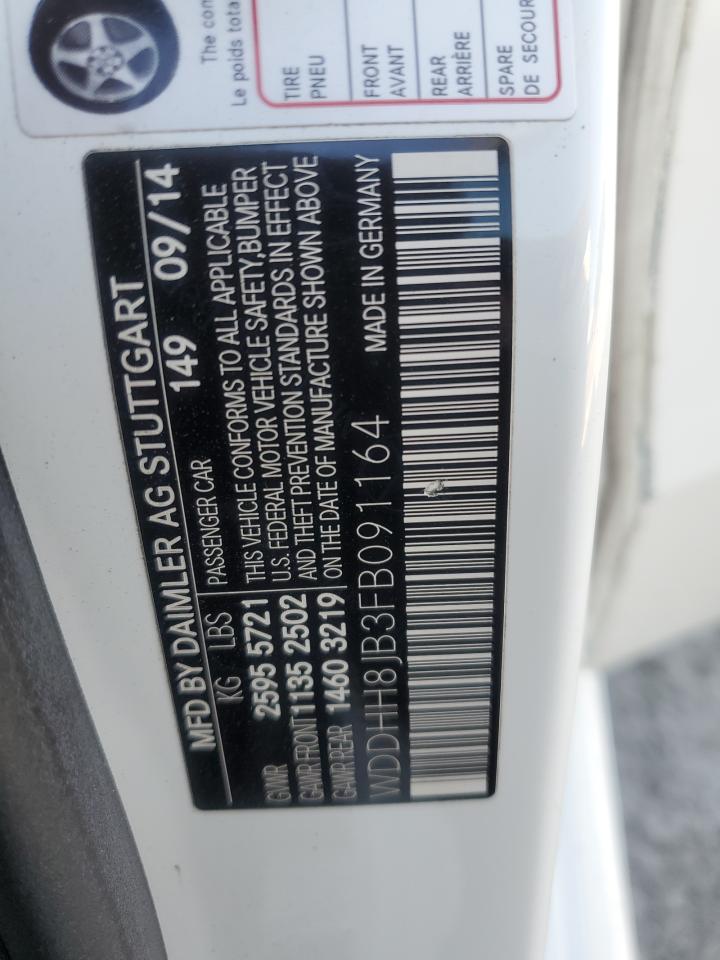 The com
Le poids tota
TIRE
PNEU
FRONT
AVANT
REAR
ARRIÈRE
SPARE
DE SECOUR
MFD BY DAIMLER AG STUTTGART
149 09/14
KG LBS
GVWR 2595 5721
GAWR FRONT 1135 2502
GAWR REAR 1460 3219
PASSENGER CAR
THIS VEHICLE CONFORMS TO ALL APPLICABLE
U.S. FEDERAL MOTOR VEHICLE SAFETY,BUMPER
AND THEFT PREVENTION STANDARDS IN EFFECT
ON THE DATE OF MANUFACTURE SHOWN ABOVE
WDDHH8JB3FB091164 MADE IN GERMANY